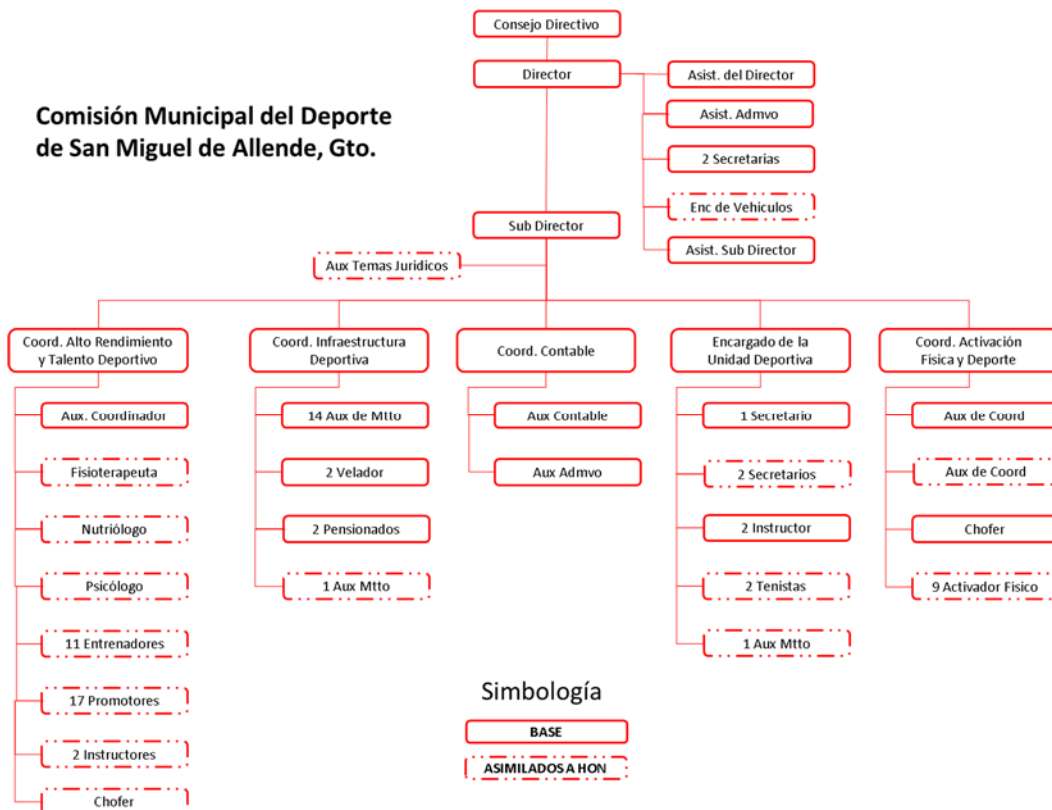 Consejo Directivo
Director
Asist. del Director
Comisión Municipal del Deporte
de San Miguel de Allende, Gto.
Asist. Admvo
2 Secretarias
Enc de Vehiculos
Sub Director
Asist. Sub Director
Aux Temas Juridicos
Coord. Alto Rendimiento
y Talento Deportivo
Coord. Infraestructura
Deportiva
Coord. Contable
Encargado de la
Unidad Deportiva
Coord. Activación
Fisica y Deporte
Aux. Coordinador
Fisioterapeuta
Nutriólogo
Psicólogo
11 Entrenadores
17 Promotores
2 Instructores
Chofer
14 Aux de Mtto
2 Velador
2 Pensionados
1 Aux Mtto
Aux Contable
Aux Admvo
1 Secretario
2 Secretarios
2 Instructor
2 Tenistas
1 Aux Mtto
Aux de Coord
Aux de Coord
Chofer
9 Activador Fisico
Simbología
BASE
ASIMILADOS A HON